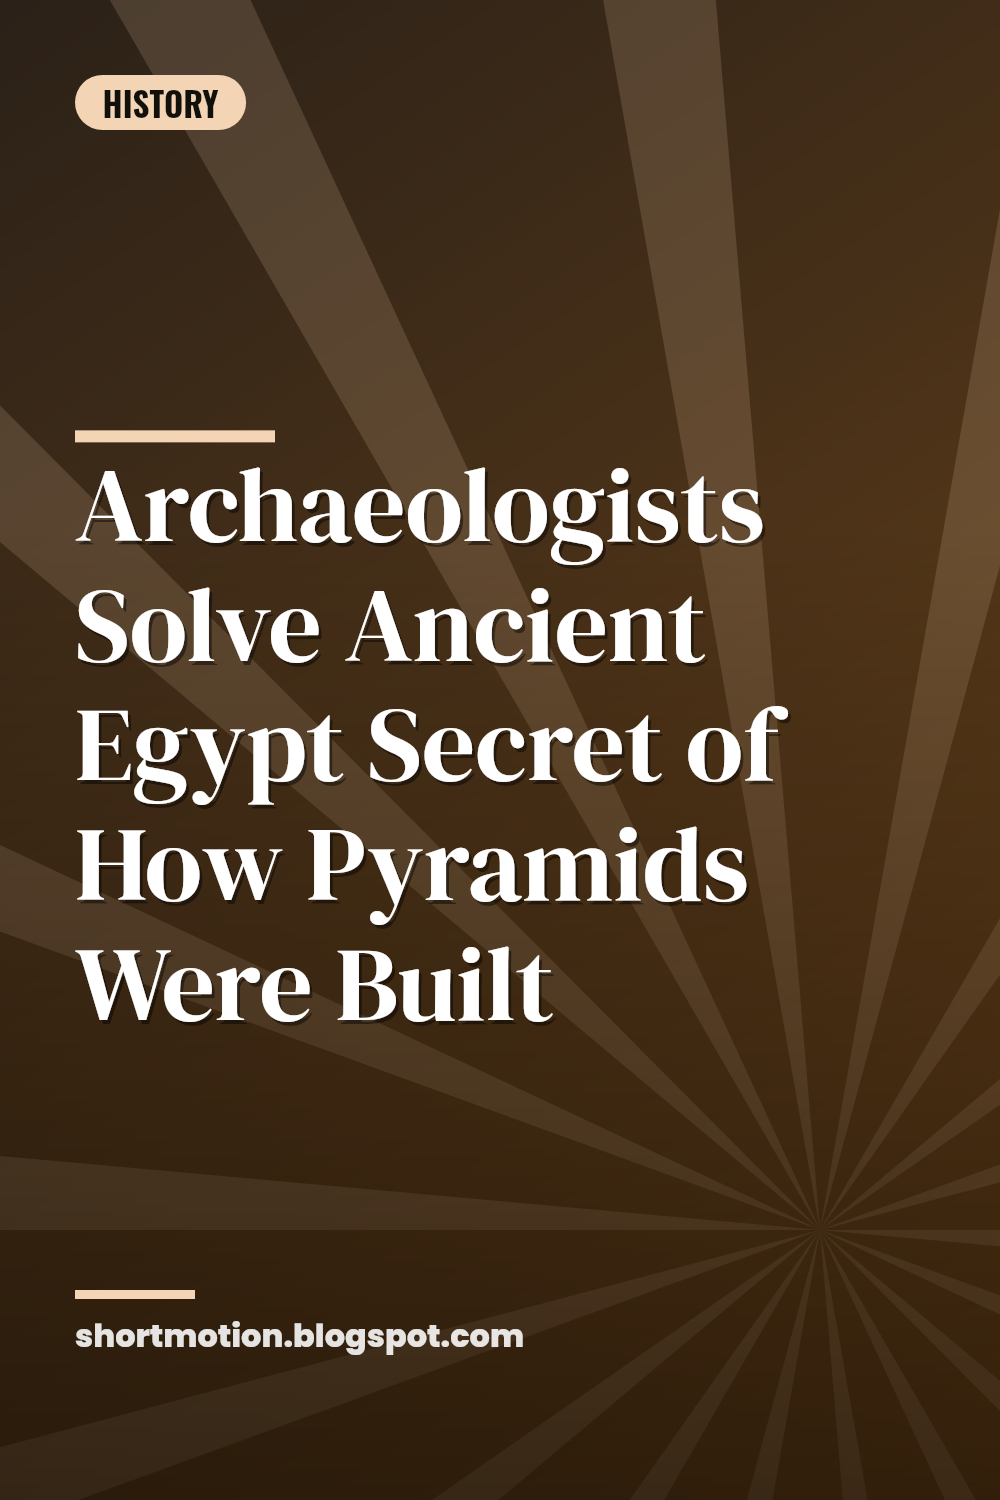 HISTORY
Archaeologists
Solve Ancient
Egypt Secret of
How Pyramids
Were Built
shortmotion.blogspot.com